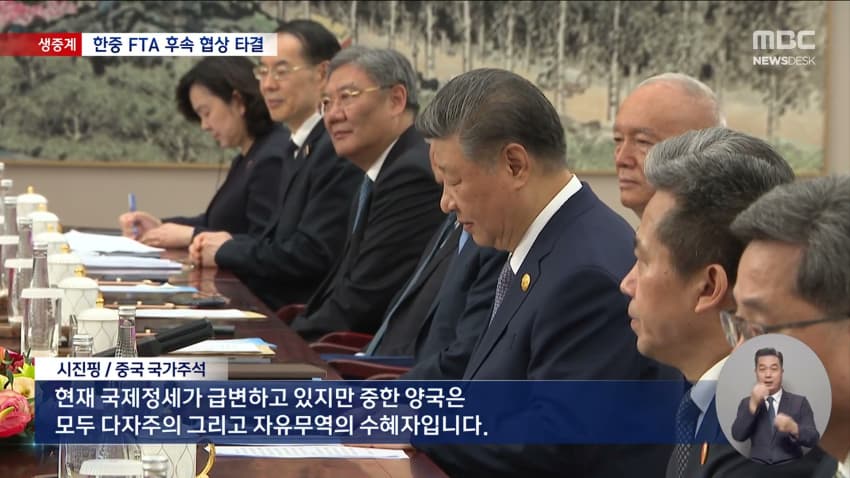 생중계 한중 FTA 후속 협상 타결
MBC
NEWSDESK
시진핑 / 중국 국가주석
현재 국제정세가 급변하고 있지만 중한 양국은
모두 다자주의 그리고 자유무역의 수혜자입니다.